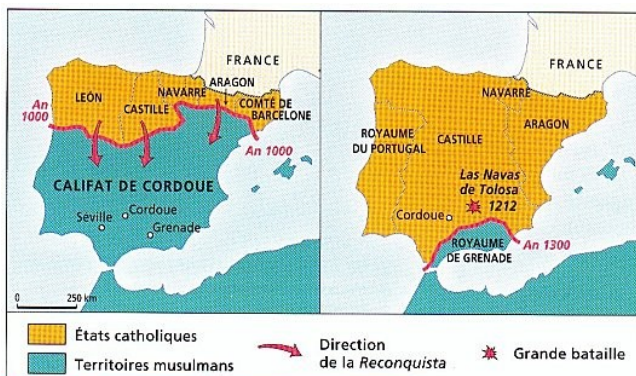 FRANCE
NAVARRE
ARAGON
LEÓN
CASTILLE
COMTÉ DE
BARCELONE
An
1000
An 1000
CALIFAT DE CORDOUE
Séville
Cordoue
Grenade
0
250 km
FRANCE
NAVARRE
ROYAUME
DU PORTUGAL
CASTILLE
ARAGON
Las Navas
de Tolosa
1212
Cordoue
ROYAUME
DE GRENADE
An 1300
États catholiques
Territoires musulmans
Direction
de la Reconquista
Grande bataille